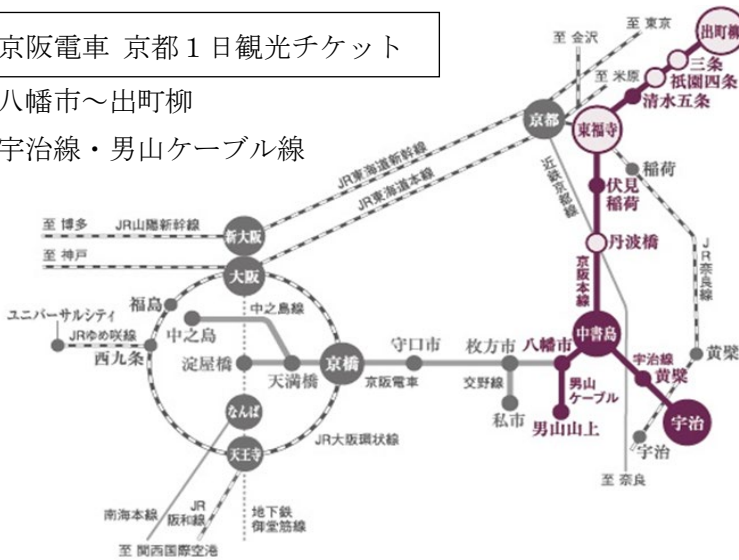 京阪電車 京都１日観光チケット
八幡市～出町柳
宇治線・男山ケーブル線
至 東京
至 金沢
出町柳
三条
祇園四条
清水五条
至 米原
京都
東福寺
稲荷
JR東海道新幹線
JR東海道本線
近鉄京都線
伏見
稲荷
至 博多
JR山陽新幹線
新大阪
丹波橋
JR奈良線
至 神戸
大阪
京阪本線
福島
中之島線
ユニバーサルシティ
中之島
JRゆめ咲線
西九条
淀屋橋
天満橋
京橋
守口市
京阪電車
枚方市
交野線
私市
八幡市
中書島
宇治線
黄檗
黄檗
男山
ケーブル
男山山上
宇治
宇治
なんば
JR大阪環状線
天王寺
至 奈良
南海本線
JR
阪和線
地下鉄
御堂筋線
至 関西国際空港